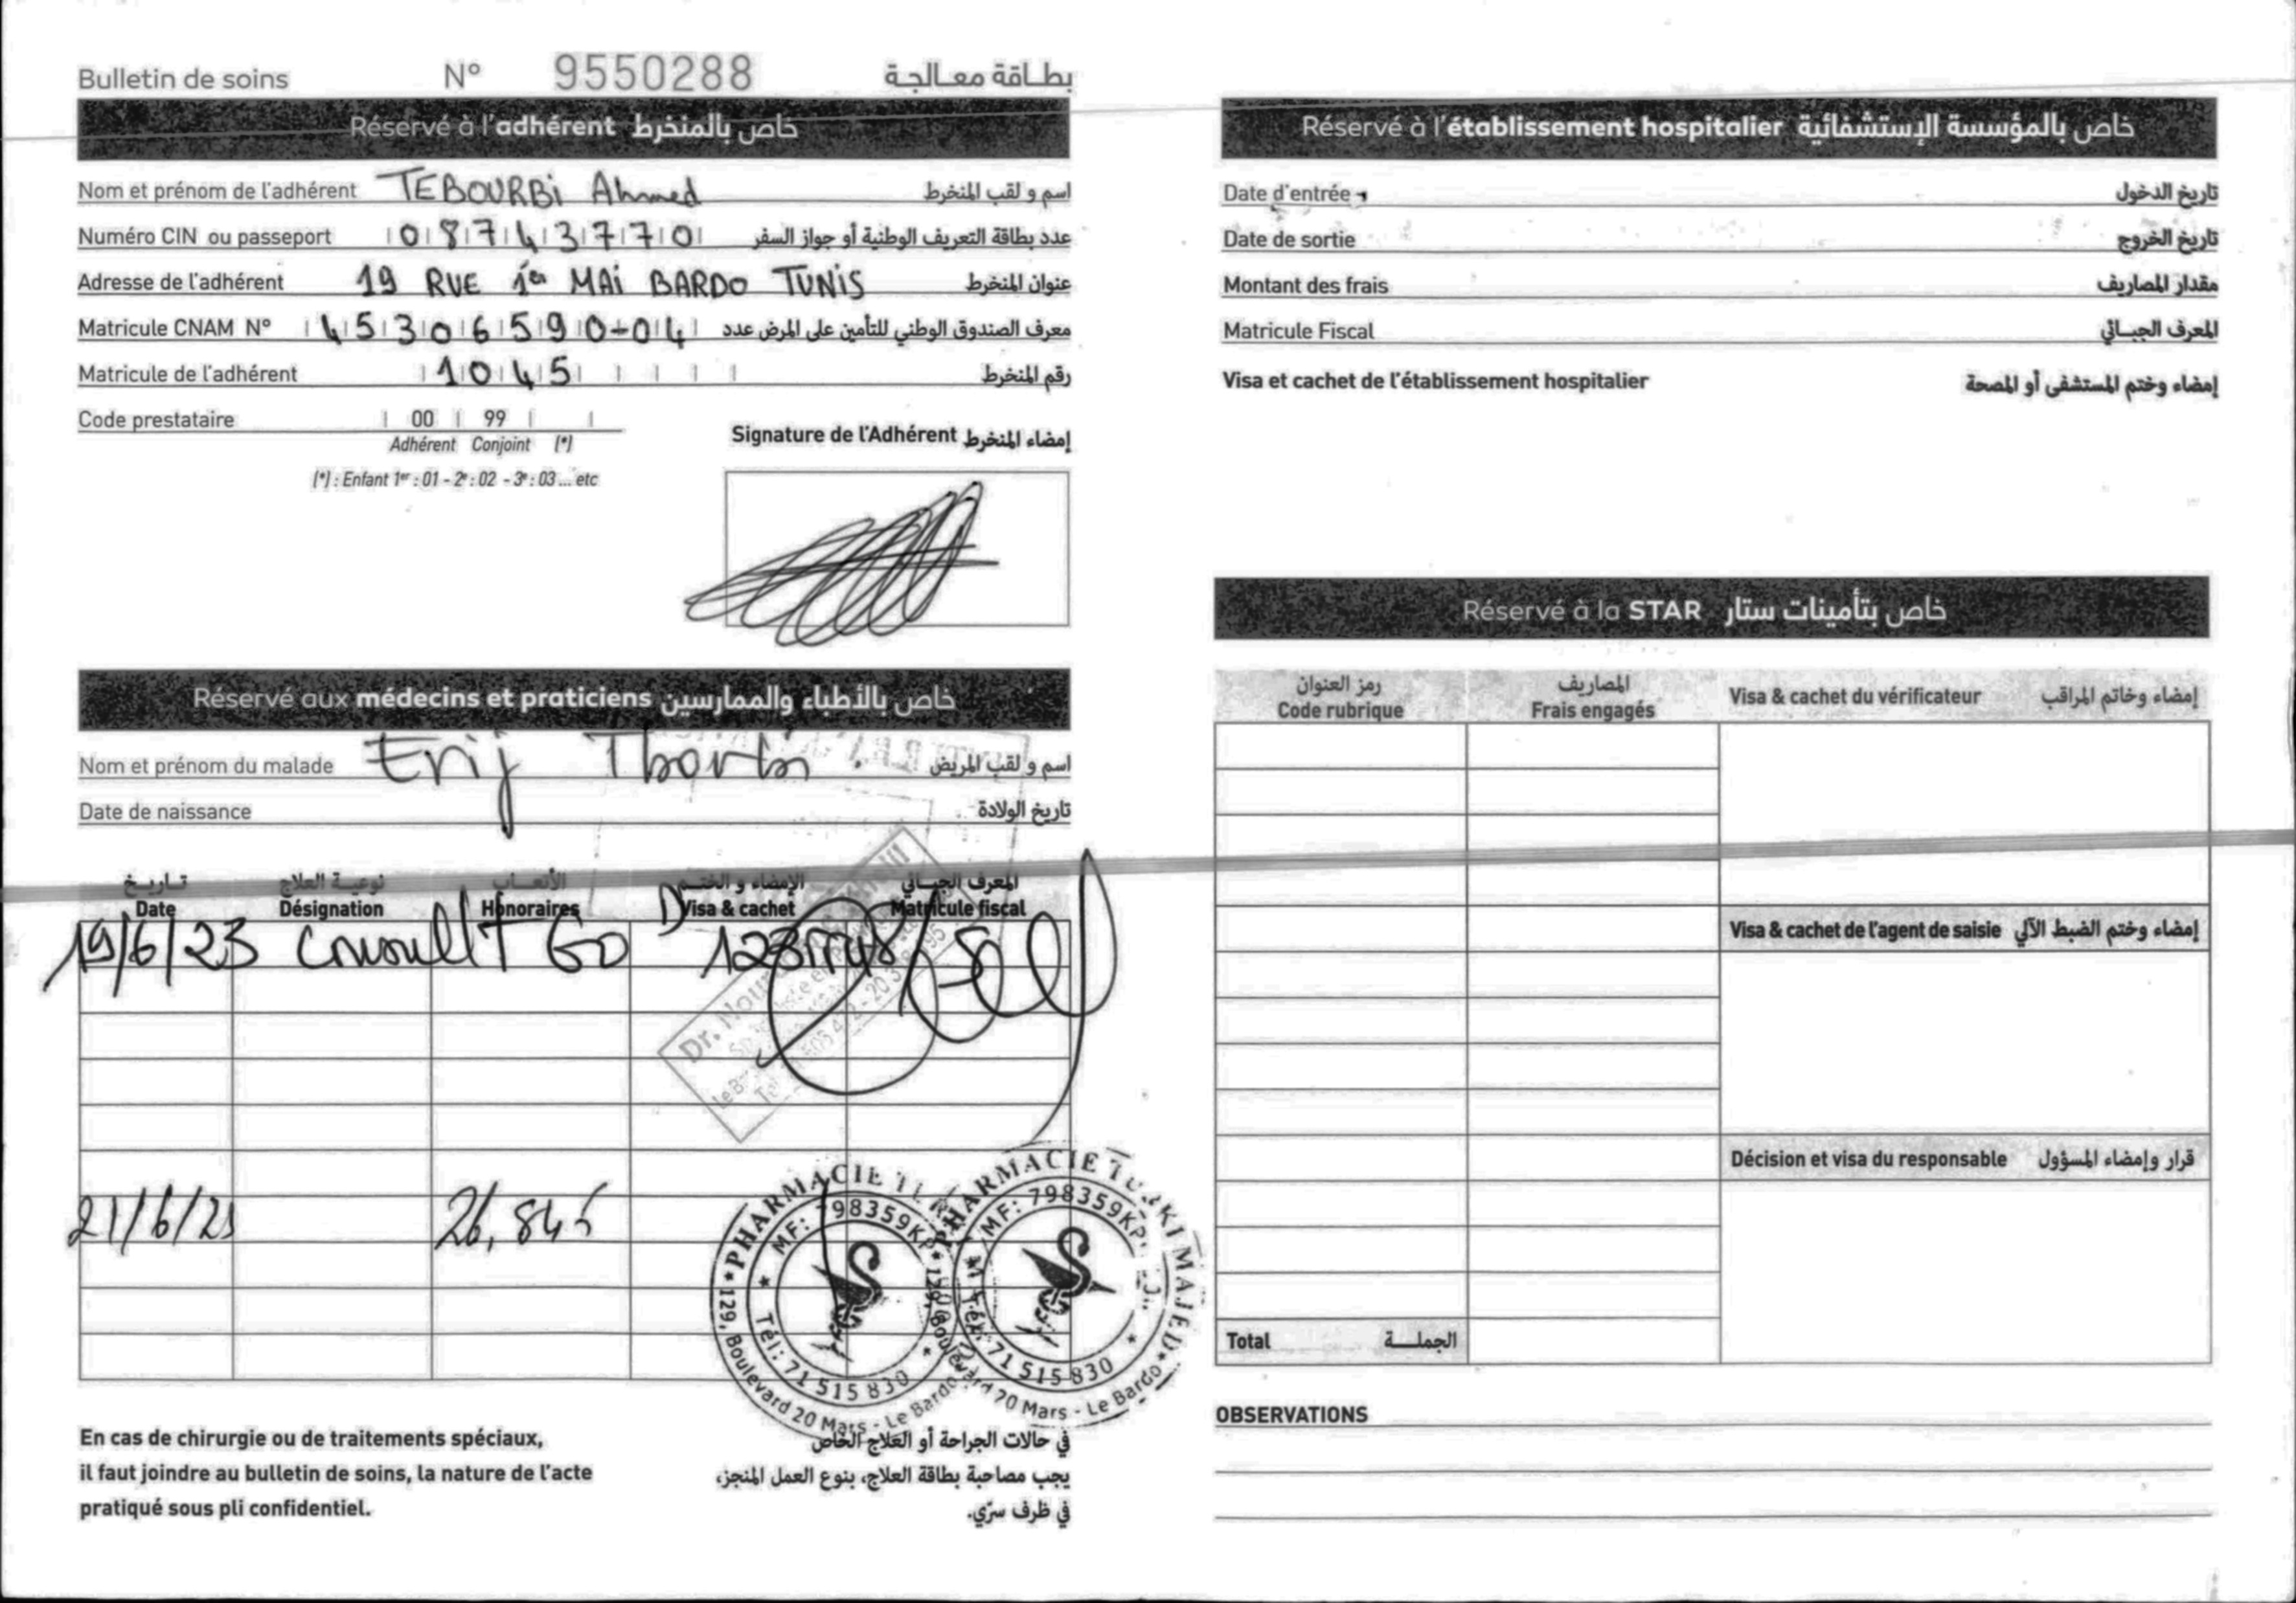 Bulletin de soins N° 9550288 بطاقة معالجة
Réservé à l'adhérent خاص بالمنخرط
Nom et prénom de l'adhérent TEBOURBi Ahmed اسم و لقب المنخرط
Numéro CIN ou passeport 08743770 عدد بطاقة التعريف الوطنية أو جواز السفر
Adresse de l'adhérent 19 RUE 1er MAi BARDO TUNiS عنوان المنخرط
Matricule CNAM N° 45306590-04 معرف الصندوق الوطني للتأمين على المرض عدد
Matricule de l'adhérent 1045 رقم المنخرط
Code prestataire 00 99
Adhérent Conjoint (*)
(*) : Enfant 1er : 01 - 2e : 02 - 3e : 03 ... etc
Signature de l'Adhérent إمضاء المنخرط
Réservé aux médecins et praticiens خاص بالأطباء والممارسين
Nom et prénom du malade Erij اسم و لقب المريض
Date de naissance تاريخ الولادة
تاريخ نوعية العلاج الأتعاب الإمضاء و الختم المعرف الجبائي
Date Désignation Honoraires Visa & cachet Matricule fiscal
19/6/23 Consult 60 D
Dr. Nour
21/6/23 26,845
PHARMACIE TURKI MAJED
MF: 798359KP
Tél: 71 515 830
129, Boulevard 20 Mars - Le Bardo
PHARMACIE TURKI MAJED
MF: 798359KP
Tél: 71 515 830
129, Boulevard 20 Mars - Le Bardo
En cas de chirurgie ou de traitements spéciaux,
il faut joindre au bulletin de soins, la nature de l'acte
pratiqué sous pli confidentiel.
في حالات الجراحة أو العلاج الخاص
يجب مصاحبة بطاقة العلاج، بنوع العمل المنجز،
في ظرف سرّي.
Réservé à l'établissement hospitalier خاص بالمؤسسة الإستشفائية
Date d'entrée تاريخ الدخول
Date de sortie تاريخ الخروج
Montant des frais مقدار المصاريف
Matricule Fiscal المعرف الجبائي
Visa et cachet de l'établissement hospitalier إمضاء وختم المستشفى أو المصحة
Réservé à la STAR خاص بتأمينات ستار
رمز العنوان المصاريف
Code rubrique Frais engagés Visa & cachet du vérificateur إمضاء وخاتم المراقب
Visa & cachet de l'agent de saisie إمضاء وختم الضبط الآلي
Décision et visa du responsable قرار وإمضاء المسؤول
Total الجملة
OBSERVATIONS